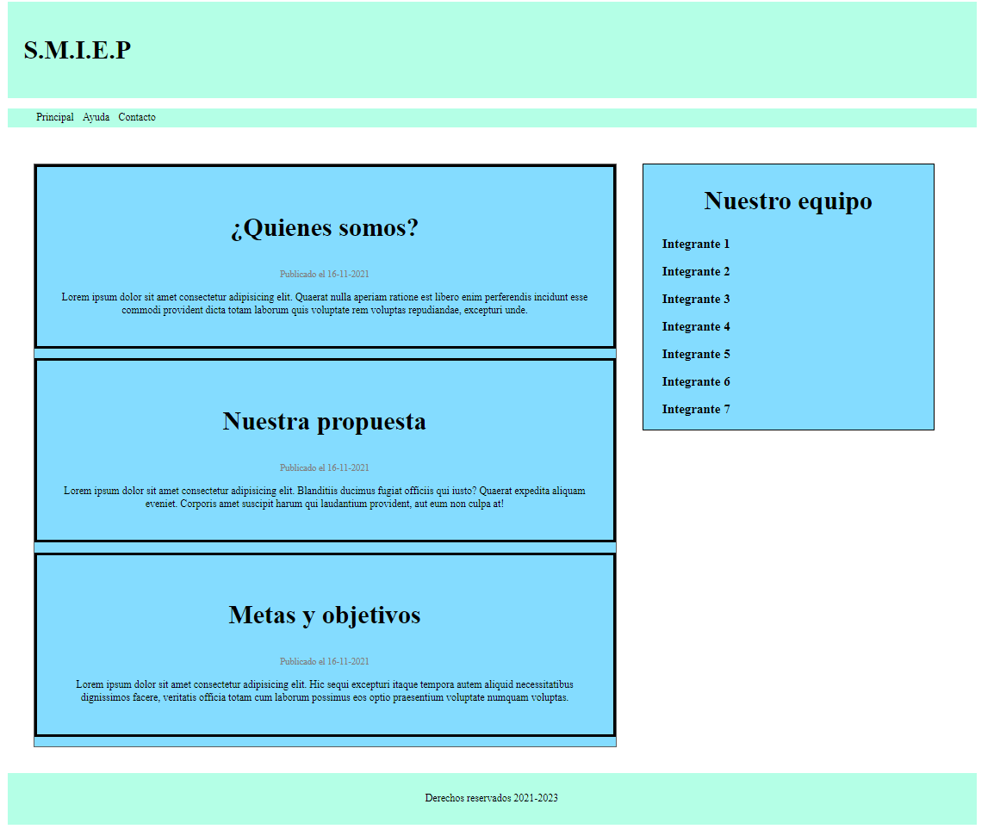 S.M.I.E.P
Principal Ayuda Contacto
¿Quienes somos?
Publicado el 16-11-2021
Lorem ipsum dolor sit amet consectetur adipisicing elit. Quaerat nulla aperiam ratione est libero enim perferendis incidunt esse
commodi provident dicta totam laborum quis voluptate rem voluptas repudiandae, excepturi unde.
Nuestra propuesta
Publicado el 16-11-2021
Lorem ipsum dolor sit amet consectetur adipisicing elit. Blanditiis ducimus fugiat officiis qui iusto? Quaerat expedita aliquam
eveniet. Corporis amet suscipit harum qui laudantium provident, aut eum non culpa at!
Metas y objetivos
Publicado el 16-11-2021
Lorem ipsum dolor sit amet consectetur adipisicing elit. Hic sequi excepturi itaque tempora autem aliquid necessitatibus
dignissimos facere, veritatis officia totam cum laborum possimus eos optio praesentium voluptate numquam voluptas.
Nuestro equipo
Integrante 1
Integrante 2
Integrante 3
Integrante 4
Integrante 5
Integrante 6
Integrante 7
Derechos reservados 2021-2023